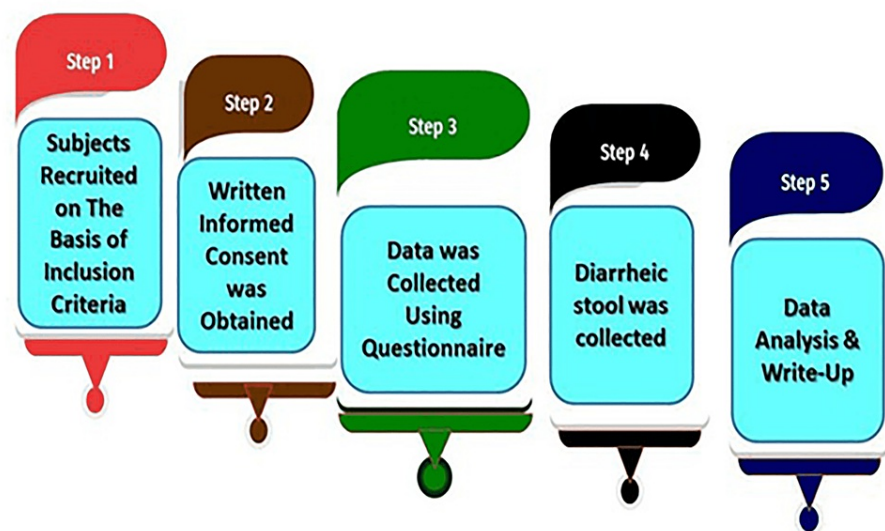 Step 1
Subjects
Recruited
on The
Basis of
Inclusion
Criteria
Step 2
Written
Informed
Consent
was
Obtained
Step 3
Data was
Collected
Using
Questionnaire
Step 4
Diarrheic
stool was
collected
Step 5
Data
Analysis &
Write-Up